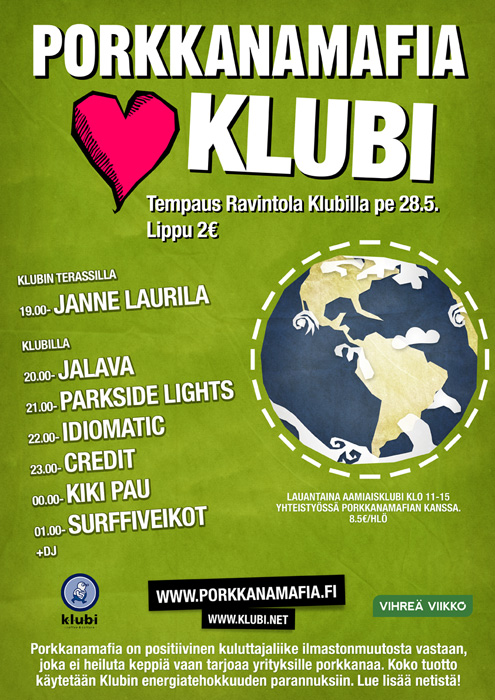 PORKKANAMAFIA
KLUBI
Tempaus Ravintola Klubilla pe 28.5.
Lippu 2€
KLUBIN TERASSILLA
19.00- JANNE LAURILA
KLUBILLA
20.00- JALAVA
21.00- PARKSIDE LIGHTS
22.00- IDIOMATIC
23.00- CREDIT
00.00- KIKI PAU
01.00- SURFFIVEIKOT
+DJ
LAUANTAINA AAMIAISKLUBI KLO 11-15
YHTEISTYÖSSÄ PORKKANAMAFIAN KANSSA.
8.5€/HLÖ
klubi
WWW.PORKKANAMAFIA.FI
WWW.KLUBI.NET
VIHREÄ VIIKKO
Porkkanamafia on positiivinen kuluttajaliike ilmastonmuutosta vastaan,
joka ei heiluta keppiä vaan tarjoaa yrityksille porkkanaa. Koko tuotto
käytetään Klubin energiatehokkuuden parannuksiin. Lue lisää netistä!